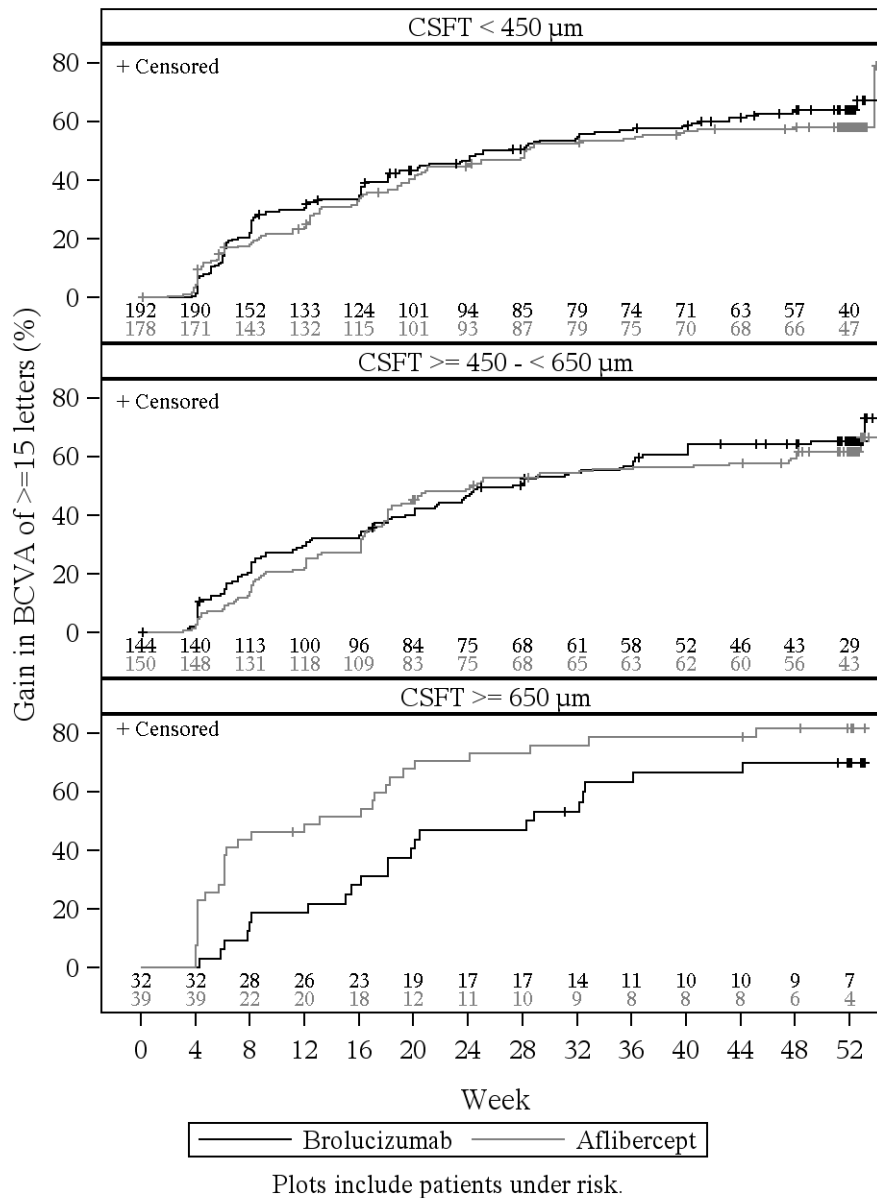 CSFT < 450 µm
+ Censored
80
60
40
20
0
192 190 152 133 124 101 94 85 79 74 71 63 57 40
178 171 143 132 115 101 93 87 79 75 70 68 66 47
CSFT >= 450 - < 650 µm
+ Censored
80
60
40
20
0
144 140 113 100 96 84 75 68 61 58 52 46 43 29
150 148 131 118 109 83 75 68 65 63 62 60 56 43
CSFT >= 650 µm
+ Censored
80
60
40
20
0
32 32 28 26 23 19 17 17 14 11 10 10 9 7
39 39 22 20 18 12 11 10 9 8 8 8 6 4
Gain in BCVA of >=15 letters (%)
0 4 8 12 16 20 24 28 32 36 40 44 48 52
Week
Brolucizumab Aflibercept
Plots include patients under risk.